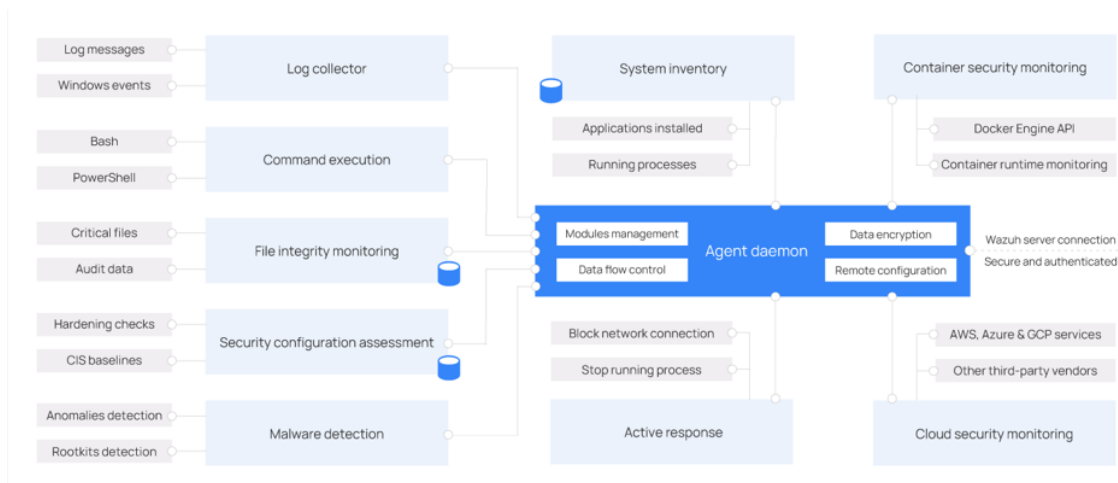 Log messages
Windows events
Log collector
Bash
PowerShell
Command execution
Critical files
Audit data
File integrity monitoring
Hardening checks
CIS baselines
Security configuration assessment
Anomalies detection
Rootkits detection
Malware detection
System inventory
Applications installed
Running processes
Container security monitoring
Docker Engine API
Container runtime monitoring
Modules management
Data flow control
Agent daemon
Data encryption
Remote configuration
Wazuh server connection
Secure and authenticated
Block network connection
Stop running process
Active response
AWS, Azure & GCP services
Other third-party vendors
Cloud security monitoring